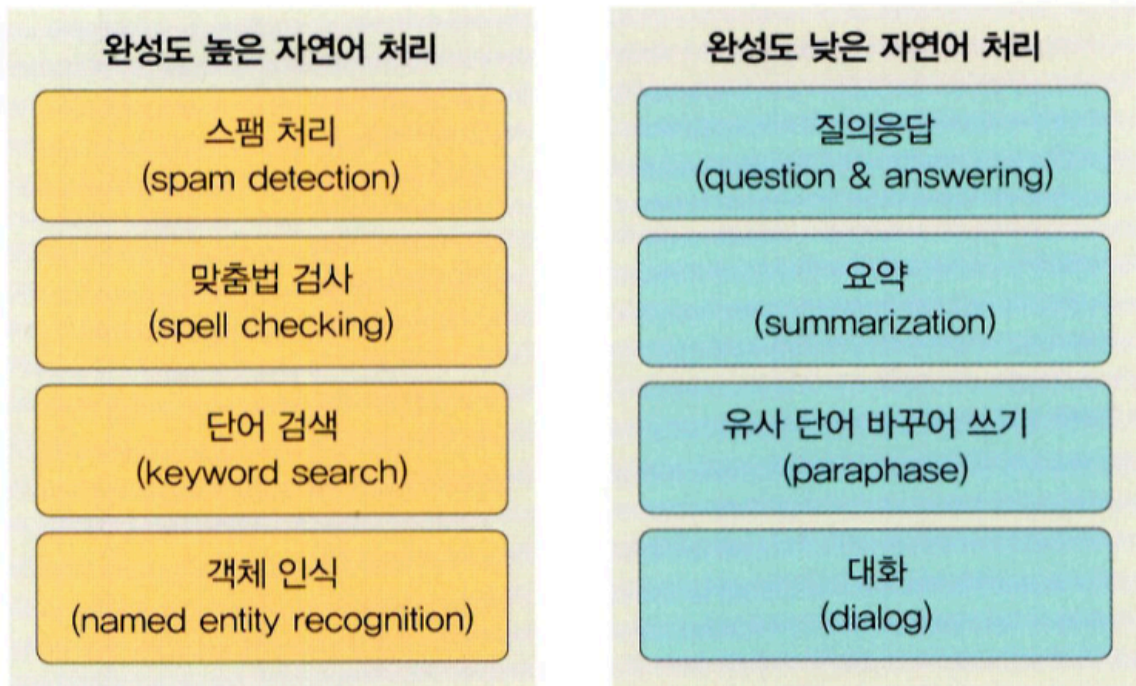 완성도 높은 자연어 처리
스팸 처리
(spam detection)
맞춤법 검사
(spell checking)
단어 검색
(keyword search)
객체 인식
(named entity recognition)
완성도 낮은 자연어 처리
질의응답
(question & answering)
요약
(summarization)
유사 단어 바꾸어 쓰기
(paraphase)
대화
(dialog)